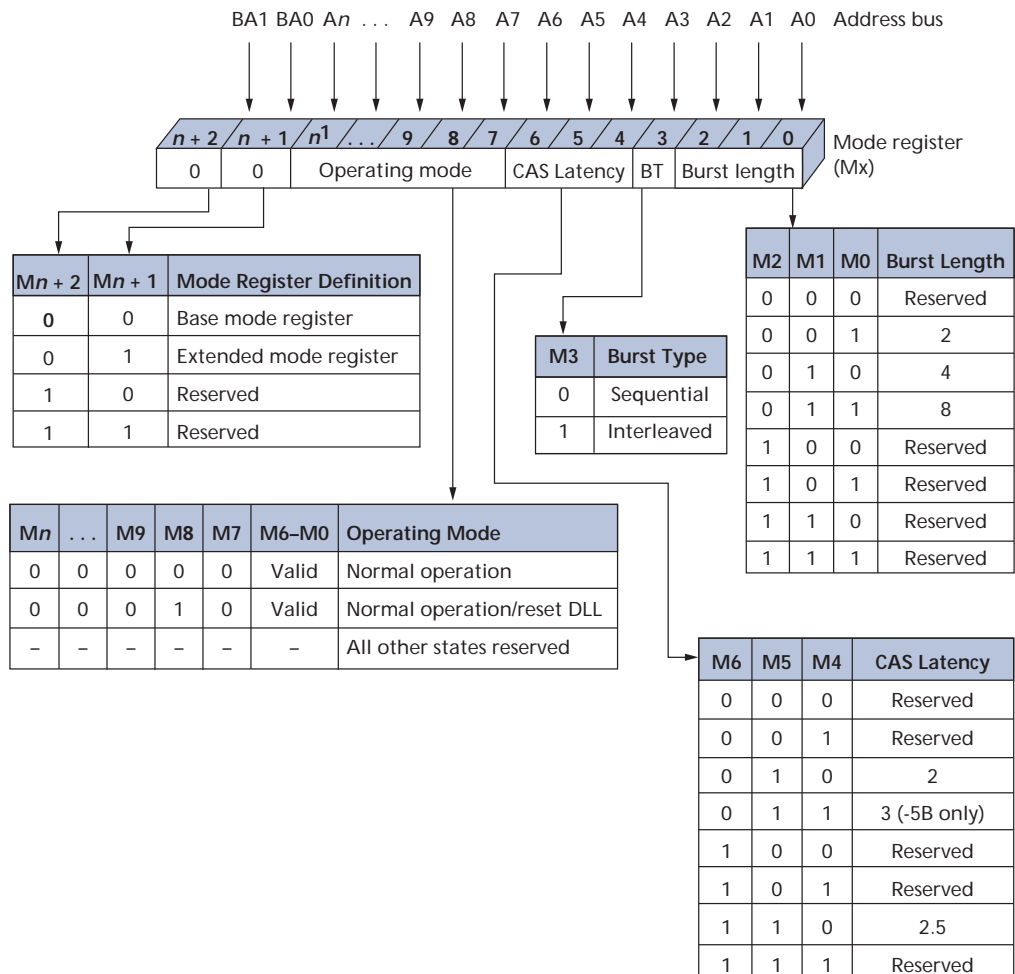 BA1 BA0 An ... A9 A8 A7 A6 A5 A4 A3 A2 A1 A0 Address bus
n + 2 n + 1 n1 ... 9 8 7 6 5 4 3 2 1 0
Mode register
(Mx)
0 0 Operating mode CAS Latency BT Burst length
Mn + 2 Mn + 1 Mode Register Definition
0 0 Base mode register
0 1 Extended mode register
1 0 Reserved
1 1 Reserved
M3 Burst Type
0 Sequential
1 Interleaved
M2 M1 M0 Burst Length
0 0 0 Reserved
0 0 1 2
0 1 0 4
0 1 1 8
1 0 0 Reserved
1 0 1 Reserved
1 1 0 Reserved
1 1 1 Reserved
Mn ... M9 M8 M7 M6–M0 Operating Mode
0 0 0 0 0 Valid Normal operation
0 0 0 1 0 Valid Normal operation/reset DLL
– – – – – – All other states reserved
M6 M5 M4 CAS Latency
0 0 0 Reserved
0 0 1 Reserved
0 1 0 2
0 1 1 3 (-5B only)
1 0 0 Reserved
1 0 1 Reserved
1 1 0 2.5
1 1 1 Reserved